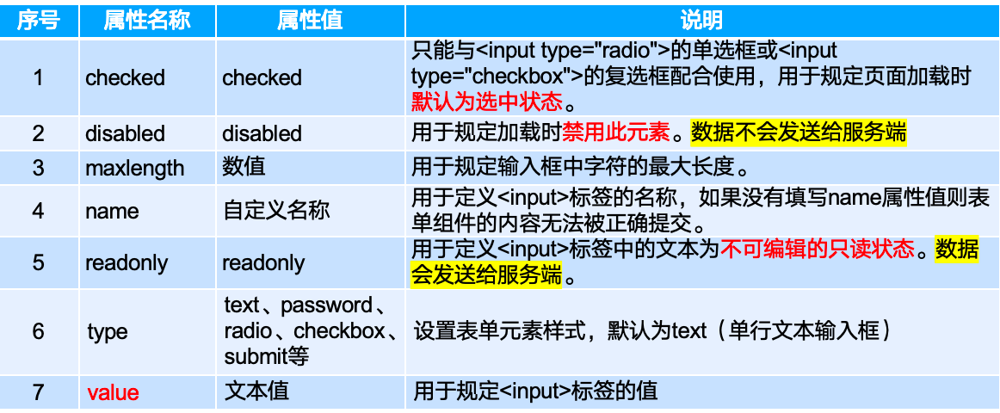 序号 属性名称 属性值 说明
只能与<input type="radio">的单选框或<input
1 checked checked type="checkbox">的复选框配合使用，用于规定页面加载时
默认为选中状态。
2 disabled disabled 用于规定加载时禁用此元素。数据不会发送给服务端
3 maxlength 数值 用于规定输入框中字符的最大长度。
4 name 自定义名称 用于定义<input>标签的名称，如果没有填写name属性值则表
单组件的内容无法被正确提交。
5 readonly readonly 用于定义<input>标签中的文本为不可编辑的只读状态。数据
会发送给服务端。
text、password、
6 type radio、checkbox、 设置表单元素样式，默认为text（单行文本输入框）
submit等
7 value 文本值 用于规定<input>标签的值